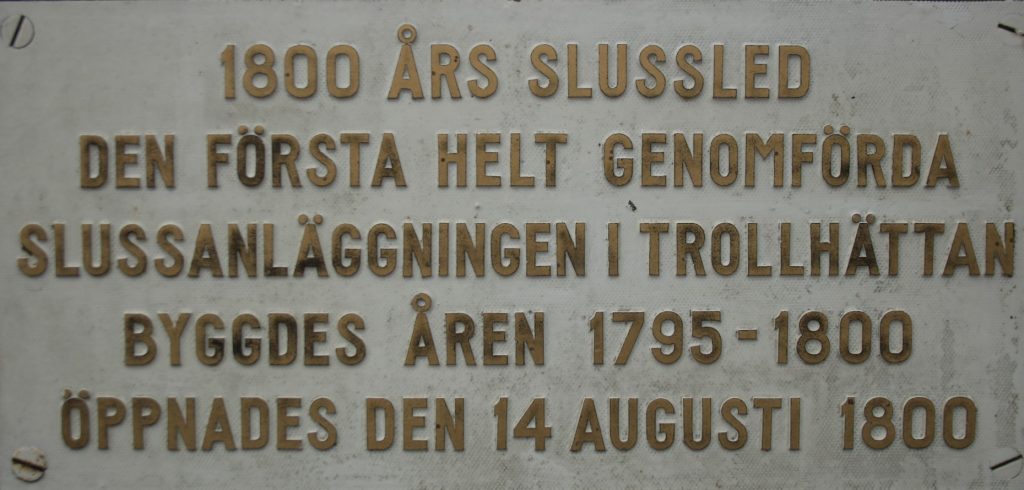 1800 ÅRS SLUSSLED
DEN FÖRSTA HELT GENOMFÖRDA
SLUSSANLÄGGNINGEN I TROLLHÄTTAN
BYGGDES ÅREN 1795-1800
ÖPPNADES DEN 14 AUGUSTI 1800